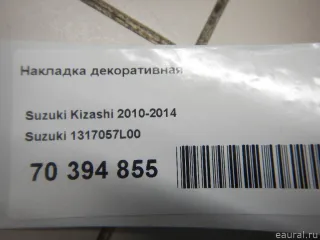 Накладка декоративная
Suzuki Kizashi 2010-2014
Suzuki 1317057L00
70 394 855
eaural.ru